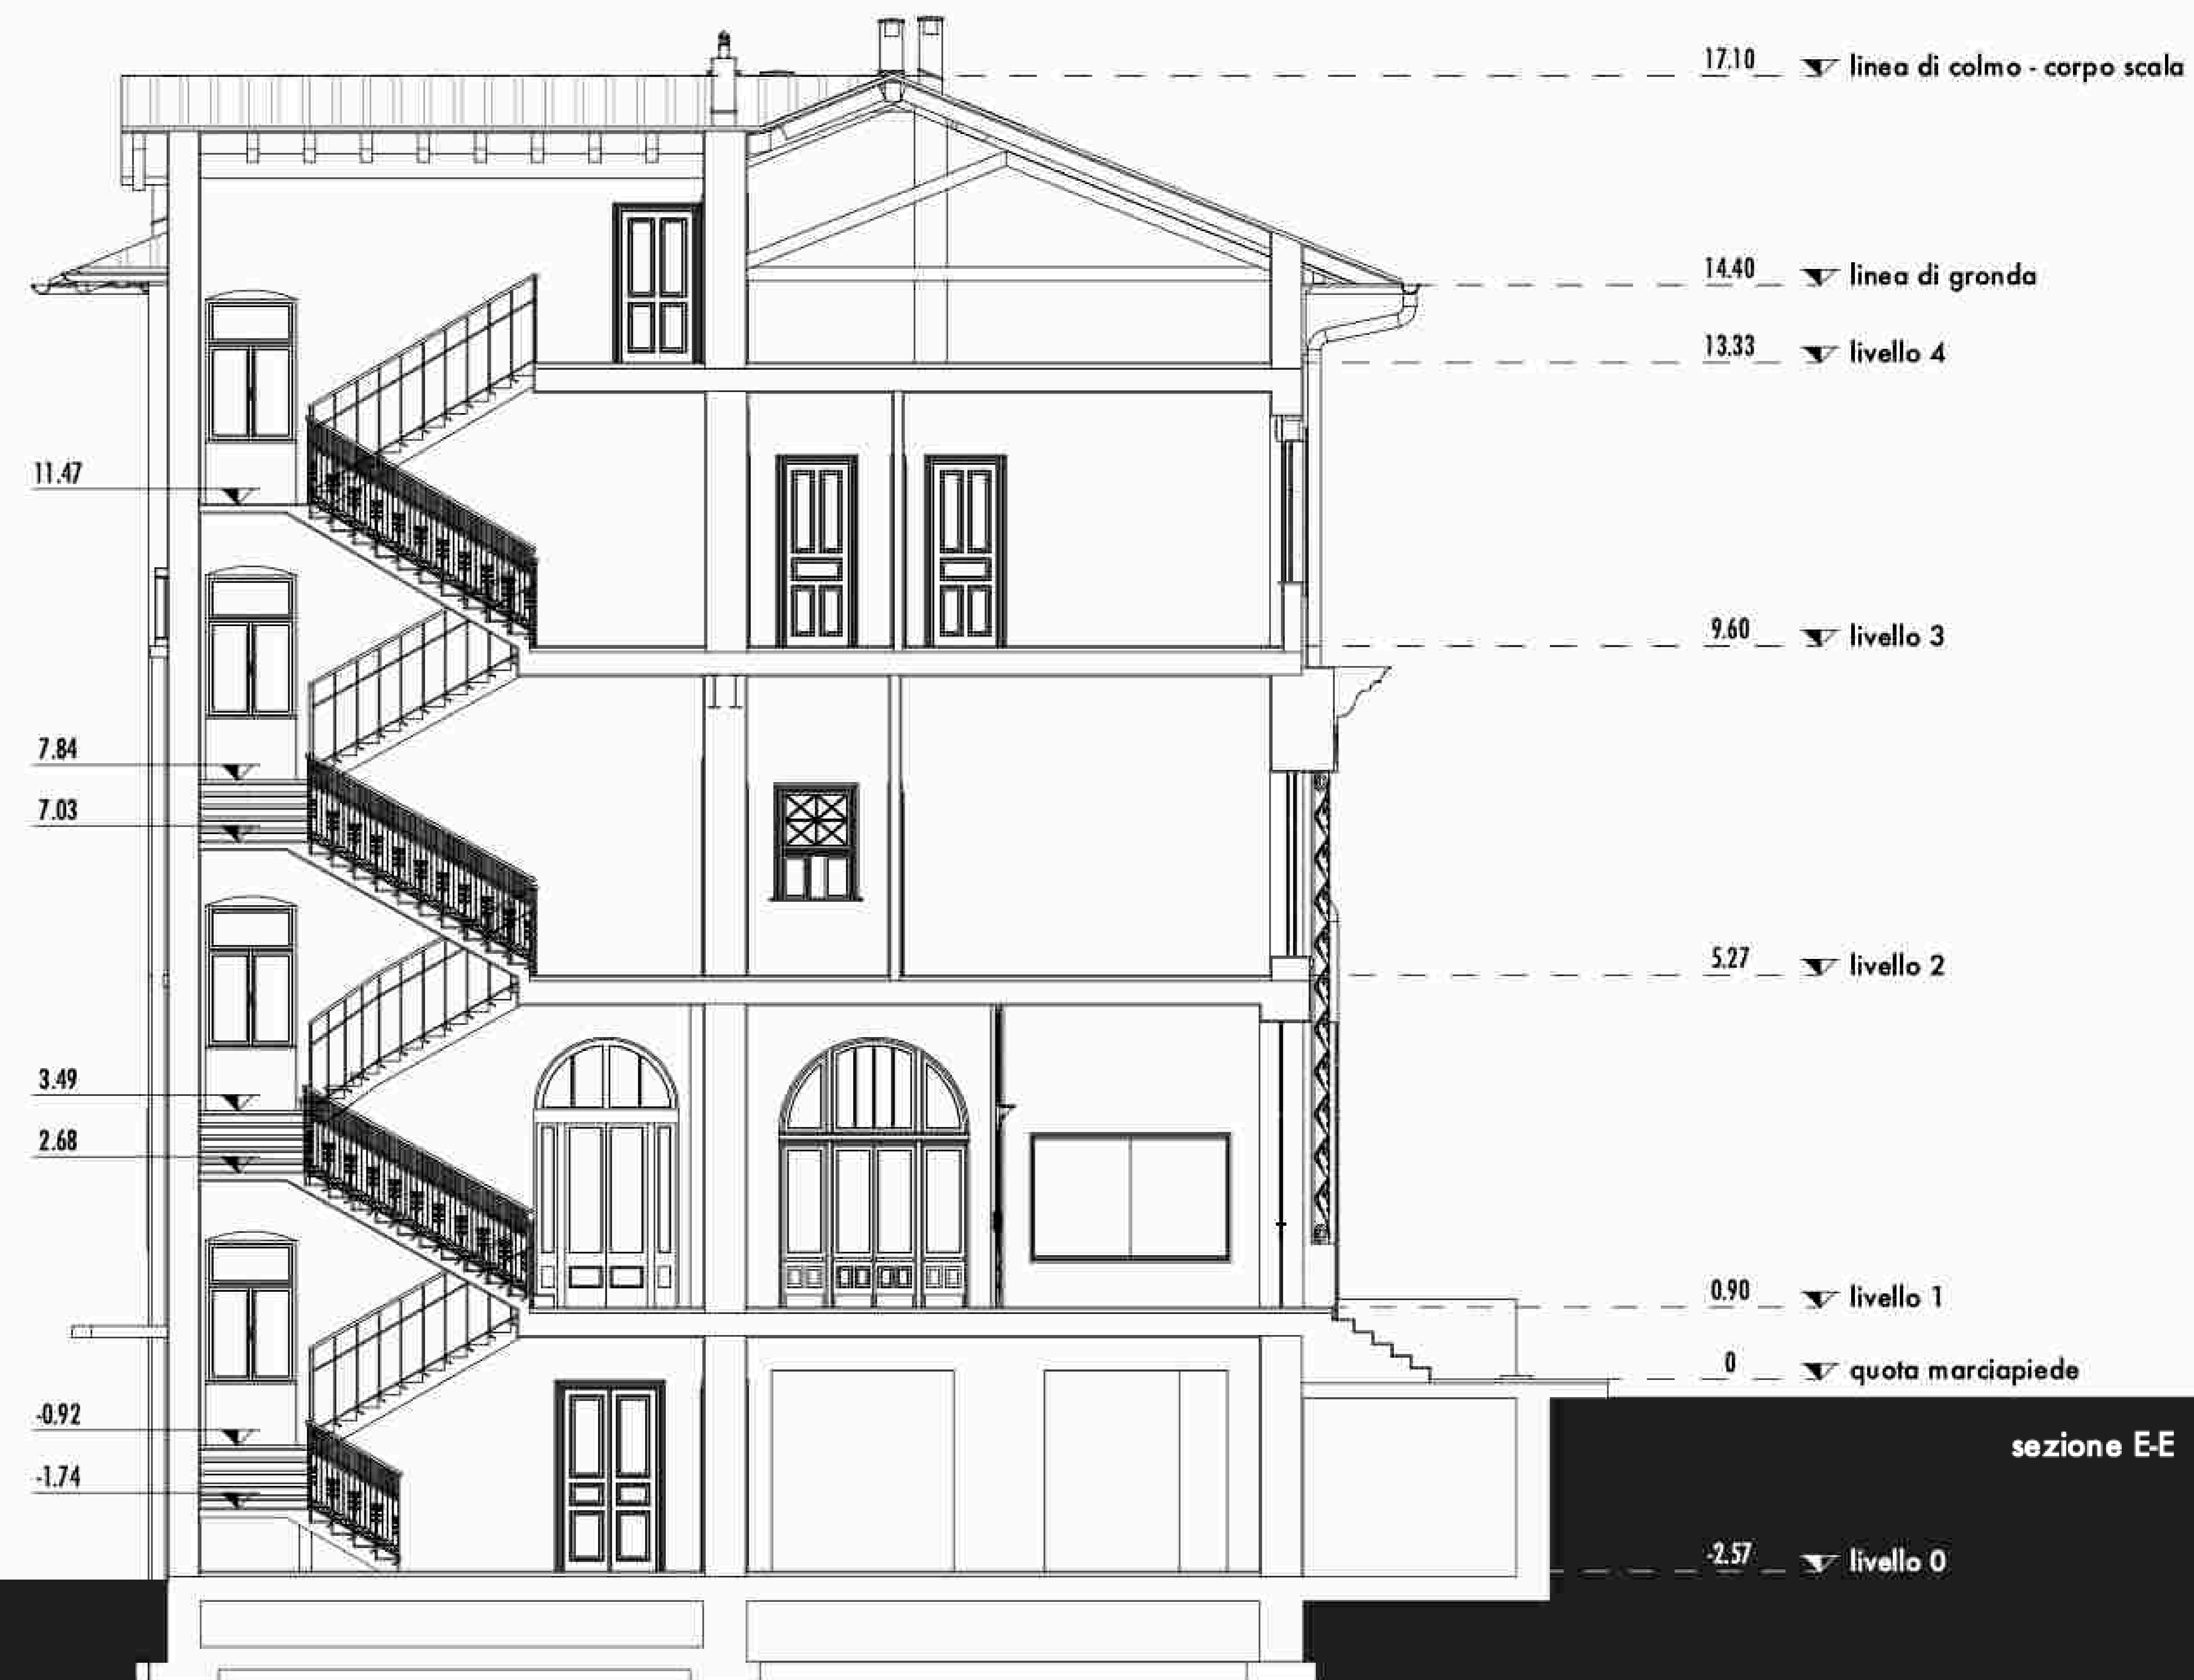 17.10 linea di colmo - corpo scala
14.40 linea di gronda
13.33 livello 4
11.47
9.60 livello 3
7.84
7.03
5.27 livello 2
3.49
2.68
0.90 livello 1
0 quota marciapiede
-0.92
sezione E-E
-1.74
-2.57 livello 0